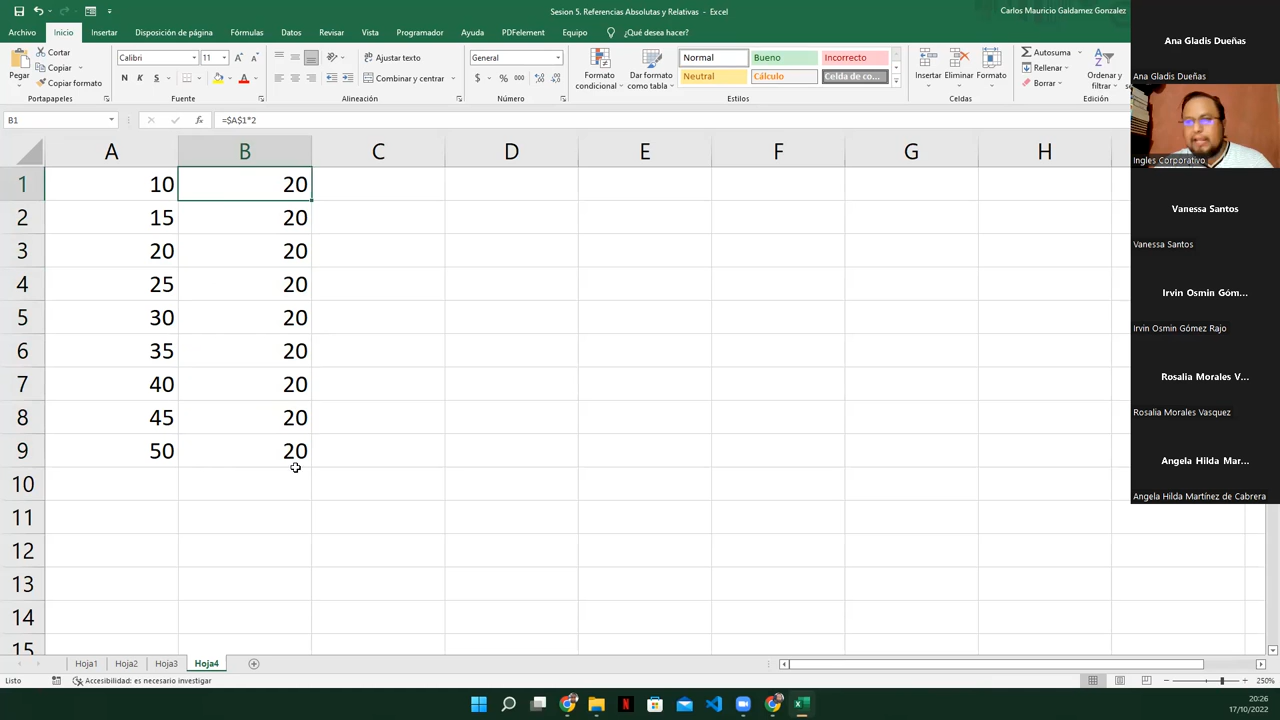 Sesion 5. Referencias Absolutas y Relativas - Excel
Carlos Mauricio Galdamez Gonzalez
Archivo Inicio Insertar Disposición de página Fórmulas Datos Revisar Vista Programador Ayuda PDFelement Equipo ¿Qué desea hacer?
Pegar
Cortar
Copiar
Copiar formato
Portapapeles
Calibri 11
N K S
Fuente
Ajustar texto
Combinar y centrar
Alineación
General
$ % 000
Número
Formato condicional
Dar formato como tabla
Normal Bueno Incorrecto
Neutral Cálculo Celda de co...
Estilos
Insertar Eliminar Formato
Celdas
Autosuma
Rellenar
Borrar
Ordenar y filtrar
Edición
B1 fx =$A$1*2
A B C D E F G H
1 10 20
2 15 20
3 20 20
4 25 20
5 30 20
6 35 20
7 40 20
8 45 20
9 50 20
10
11
12
13
14
15
Hoja1 Hoja2 Hoja3 Hoja4
Listo Accesibilidad: es necesario investigar 250%
20:26
17/10/2022
Ana Gladis Dueñas
Ana Gladis Dueñas
Ingles Corporativo
Vanessa Santos
Vanessa Santos
Irvin Osmin Góm...
Irvin Osmin Gómez Rajo
Rosalia Morales V...
Rosalia Morales Vasquez
Angela Hilda Mar...
Angela Hilda Martínez de Cabrera